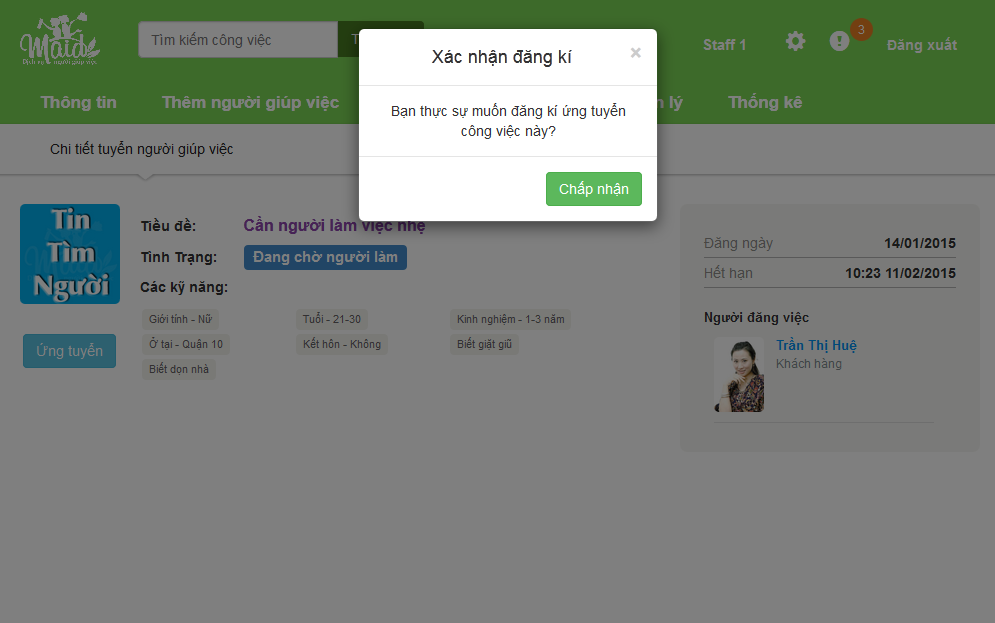 Maid
Dịch vụ người giúp việc
Tìm kiếm công việc
T
Staff 1
3
Đăng xuất
Thông tin
Thêm người giúp việc
n lý
Thống kê
Xác nhận đăng kí
×
Bạn thực sự muốn đăng kí ứng tuyển
công việc này?
Chấp nhận
Chi tiết tuyển người giúp việc
Tin
Tìm
Người
Ứng tuyển
Tiêu đề:
Cần người làm việc nhẹ
Tình Trạng:
Đang chờ người làm
Các kỹ năng:
Giới tính - Nữ
Tuổi - 21-30
Kinh nghiệm - 1-3 năm
Ở tại - Quận 10
Kết hôn - Không
Biết giặt giũ
Biết dọn nhà
Đăng ngày
14/01/2015
Hết hạn
10:23 11/02/2015
Người đăng việc
Trần Thị Huệ
Khách hàng